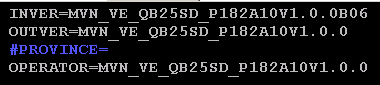 INVER=MVN_VE_QB25SD_P182A10V1.0.0B06
OUTVER=MVN_VE_QB25SD_P182A10V1.0.0
#PROVINCE=
OPERATOR=MVN_VE_QB25SD_P182A10V1.0.0